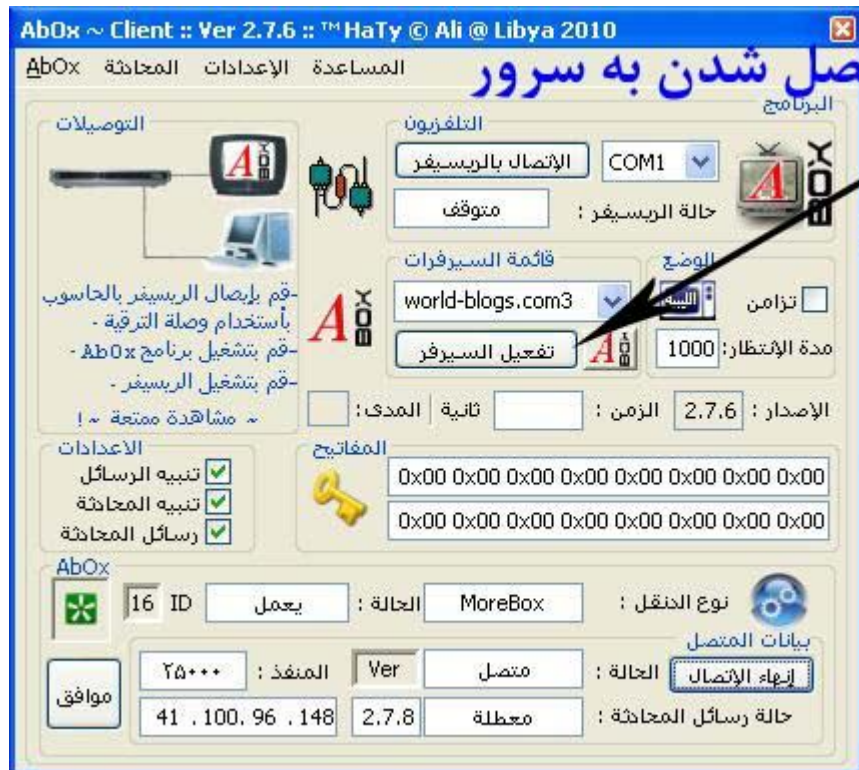 AbOx ~ Client :: Ver 2.7.6 :: ™HaTy © Ali @ Libya 2010
AbOx المحادثة الإعدادات المساعدة
صل شدن به سرور
البرنامج
التلفزيون
COM1 الإتصال بالريسيفر
حالة الريسيفر : متوقف
A BOX
التوصيلات
-قم بإيصال الريسيفر بالحاسوب
بأستخدام وصلة الترقية -
-قم بتشغيل برنامج AbOx -
-قم بتشغيل الريسيفر -
~ مشاهدة ممتعة ~!
الوضع
تزامن
الليبية
مدة الإنتظار: 1000
قائمة السيرفرات
world-blogs.com3
تفعيل السيرفر
A BOX
الإصدار : 2.7.6 الزمن : ثانية المدى:
المفاتيح
0x00 0x00 0x00 0x00 0x00 0x00 0x00 0x00
0x00 0x00 0x00 0x00 0x00 0x00 0x00 0x00
الاعدادات
تنبيه الرسائل
تنبيه المحادثة
رسائل المحادثة
AbOx
نوع الدنقل : MoreBox الحالة : يعمل ID 16
بيانات المتصل
إنهاء الإتصال الحالة : متصل Ver المنفذ : ٢٥٠٠٠
حالة رسائل المحادثة : معطلة 2.7.8 41 .100. 96 .148
موافق